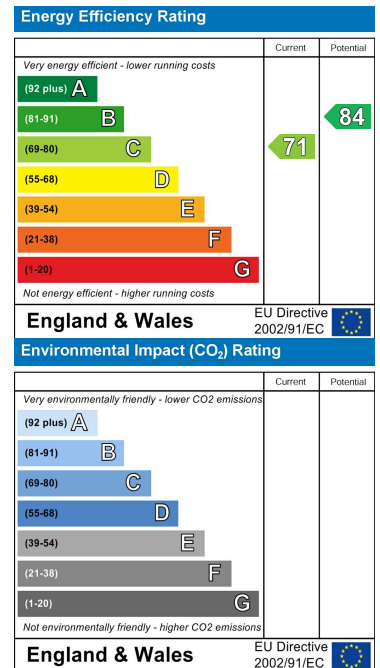 Energy Efficiency Rating
Current Potential
Very energy efficient - lower running costs
(92 plus) A
(81-91) B
84
(69-80) C
71
(55-68) D
(39-54) E
(21-38) F
(1-20) G
Not energy efficient - higher running costs
England & Wales
EU Directive
2002/91/EC
Environmental Impact (CO₂) Rating
Current Potential
Very environmentally friendly - lower CO2 emissions
(92 plus) A
(81-91) B
(69-80) C
(55-68) D
(39-54) E
(21-38) F
(1-20) G
Not environmentally friendly - higher CO2 emissions
England & Wales
EU Directive
2002/91/EC